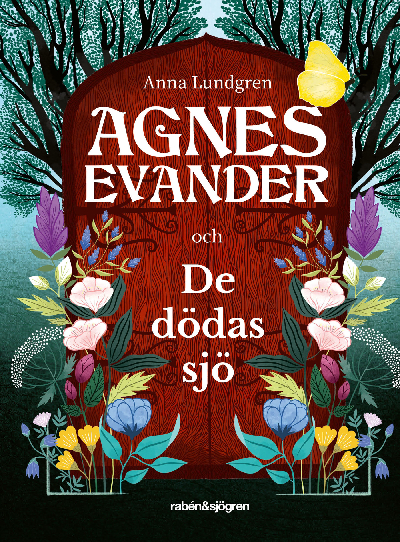 Anna Lundgren
AGNES
EVANDER
och
De
dödas
sjö
rabén&sjögren